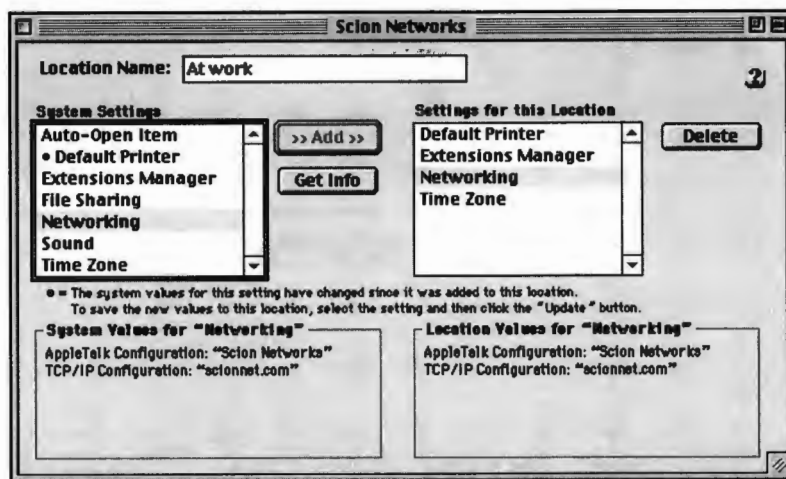 Scion Networks
Location Name: At work
?
System Settings
Auto-Open Item
• Default Printer
Extensions Manager
File Sharing
Networking
Sound
Time Zone
>> Add >>
Get Info
Settings for this Location
Default Printer
Extensions Manager
Networking
Time Zone
Delete
• = The system values for this setting have changed since it was added to this location.
To save the new values to this location, select the setting and then click the "Update" button.
System Values for "Networking"
AppleTalk Configuration: "Scion Networks"
TCP/IP Configuration: "scionnet.com"
Location Values for "Networking"
AppleTalk Configuration: "Scion Networks"
TCP/IP Configuration: "scionnet.com"